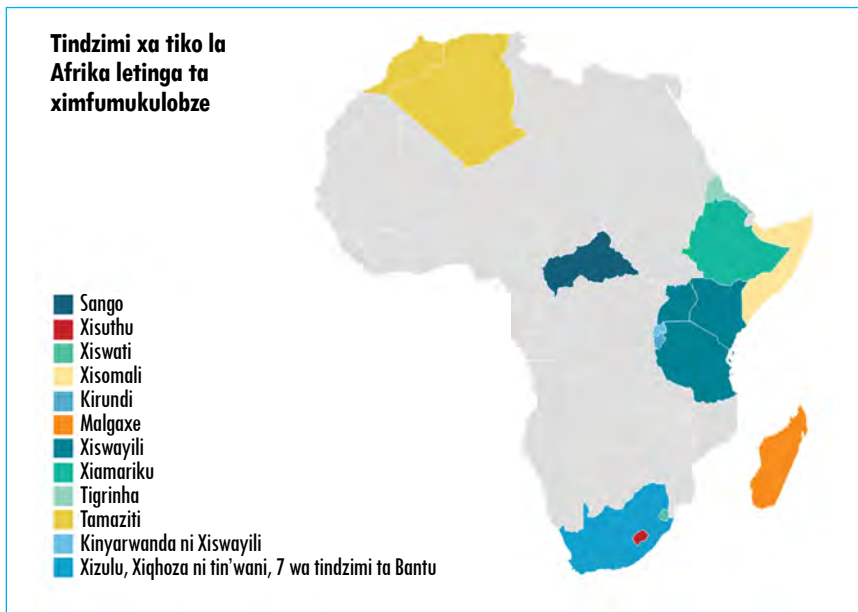 Tindzimi xa tiko la
Afrika letinga ta
ximfumukulobze
Sango
Xisuthu
Xiswati
Xisomali
Kirundi
Malgaxe
Xiswayili
Xiamariku
Tigrinha
Tamaziti
Kinyarwanda ni Xiswayili
Xizulu, Xiqhoza ni tin'wani, 7 wa tindzimi ta Bantu